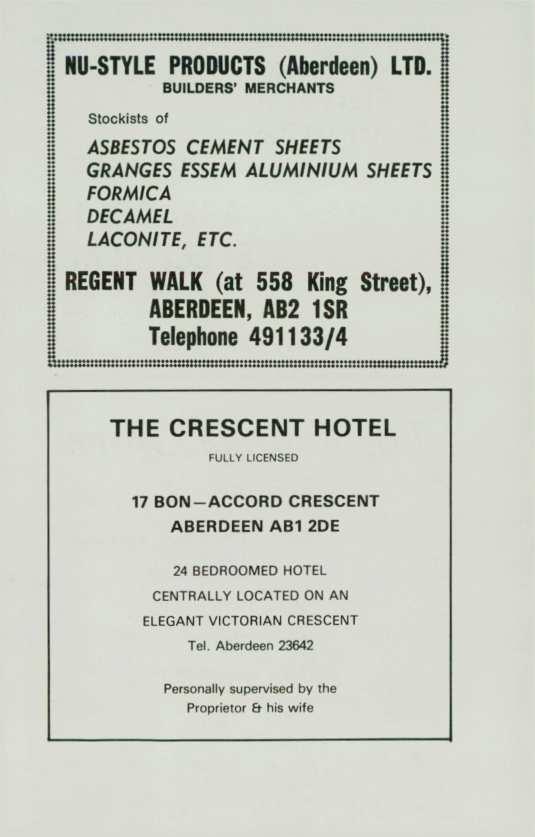 NU-STYLE PRODUCTS (Aberdeen) LTD.
BUILDERS' MERCHANTS
Stockists of
ASBESTOS CEMENT SHEETS
GRANGES ESSEM ALUMINIUM SHEETS
FORMICA
DECAMEL
LACONITE, ETC.
REGENT WALK (at 558 King Street),
ABERDEEN, AB2 1SR
Telephone 491133/4
THE CRESCENT HOTEL
FULLY LICENSED
17 BON—ACCORD CRESCENT
ABERDEEN AB1 2DE
24 BEDROOMED HOTEL
CENTRALLY LOCATED ON AN
ELEGANT VICTORIAN CRESCENT
Tel. Aberdeen 23642
Personally supervised by the
Proprietor & his wife